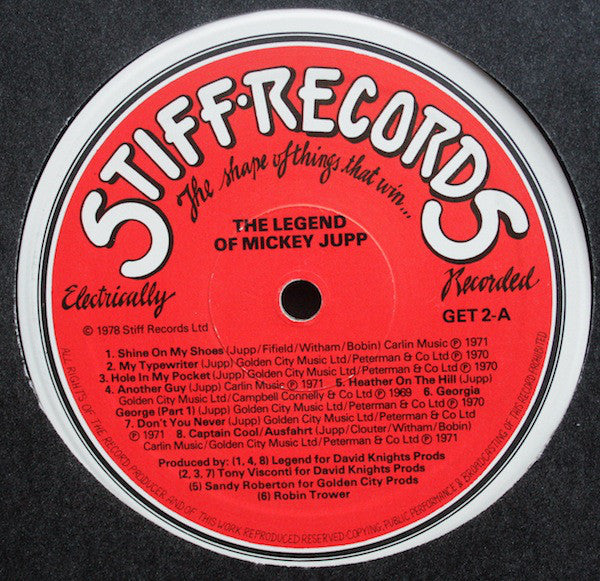 STIFF·RECORDS
The shape of things that win...
THE LEGEND
OF MICKEY JUPP
Electrically
Recorded
GET 2-A
© 1978 Stiff Records Ltd
1. Shine On My Shoes (Jupp/Fifield/Witham/Bobin) Carlin Music ℗ 1971
2. My Typewriter (Jupp) Golden City Music Ltd/Peterman & Co Ltd ℗ 1970
3. Hole In My Pocket (Jupp) Golden City Music Ltd/Peterman & Co Ltd ℗ 1970
4. Another Guy (Jupp) Carlin Music ℗ 1971 5. Heather On The Hill (Jupp)
Golden City Music Ltd/Campbell Connelly & Co Ltd ℗ 1969 6. Georgia
George (Part 1) (Jupp) Golden City Music Ltd/Peterman & Co Ltd ℗ 1970
7. Don't You Never (Jupp) Golden City Music Ltd/Peterman & Co Ltd
℗ 1971 8. Captain Cool/Ausfahrt (Jupp/Clouter/Witham/Bobin)
Carlin Music/Golden City Music Ltd/Peterman & Co Ltd ℗ 1971
Produced by: (1, 4, 8) Legend for David Knights Prods
(2, 3, 7) Tony Visconti for David Knights Prods
(5) Sandy Roberton for Golden City Prods
(6) Robin Trower
ALL RIGHTS OF THE RECORD PRODUCER AND OF THIS WORK REPRODUCED RESERVED. COPYING, PUBLIC PERFORMANCE & BROADCASTING OF THIS RECORD PROHIBITED